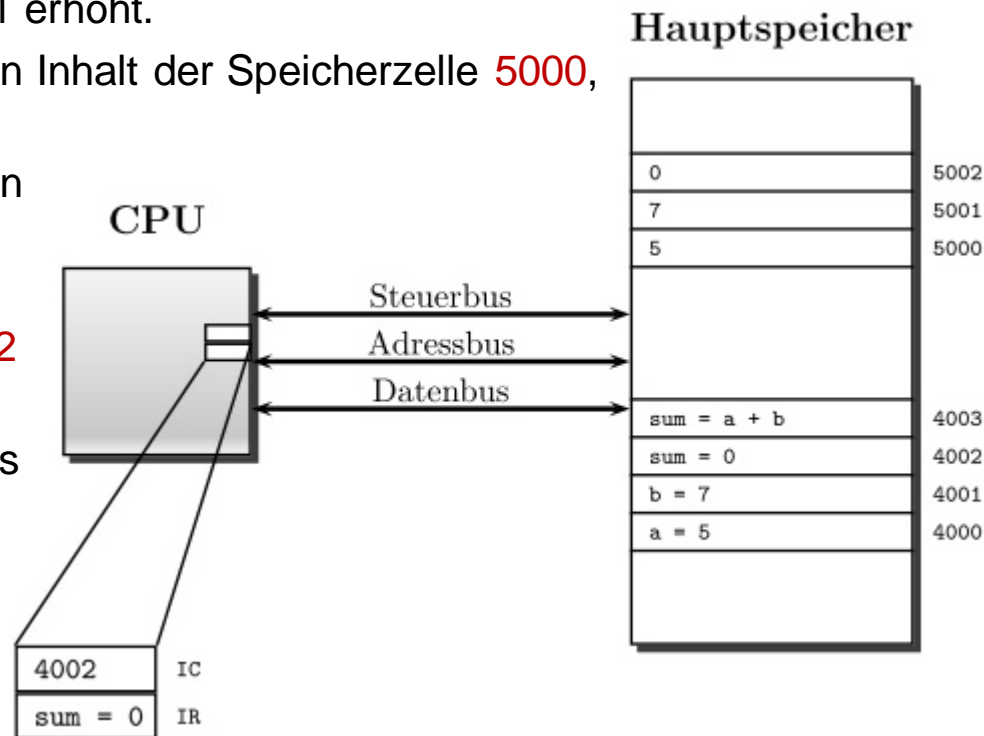 erhöht.
Hauptspeicher
n Inhalt der Speicherzelle 5000,
n
CPU
2
s
0 5002
7 5001
5 5000
Steuerbus
Adressbus
Datenbus
sum = a + b 4003
sum = 0 4002
b = 7 4001
a = 5 4000
4002 IC
sum = 0 IR